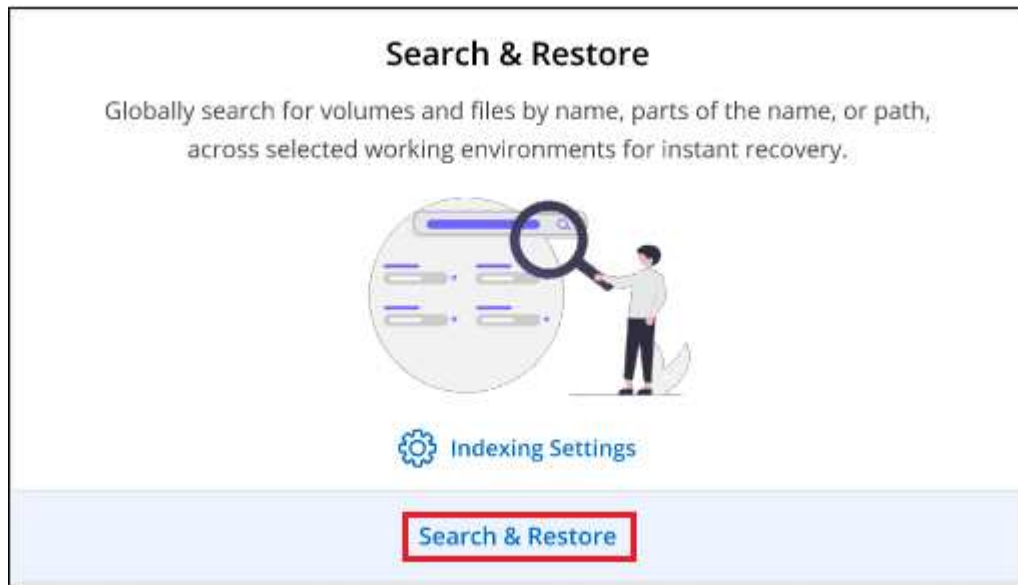 Search & Restore
Globally search for volumes and files by name, parts of the name, or path,
across selected working environments for instant recovery.
Indexing Settings
Search & Restore